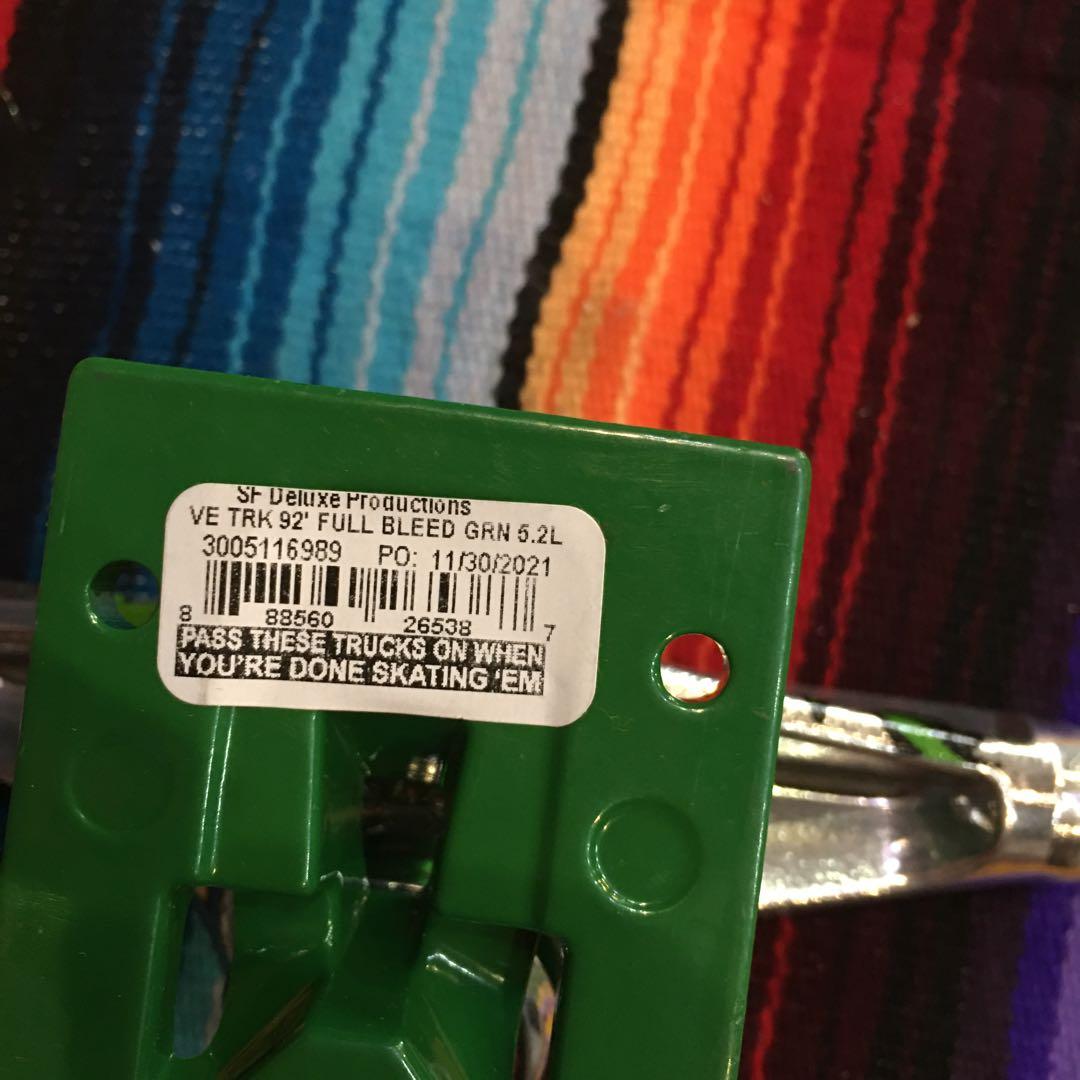 SF Deluxe Productions
VE TRK 92' FULL BLEED GRN 5.2L
3005116989 PO: 11/30/2021
8 88560 26538 7
PASS THESE TRUCKS ON WHEN
YOU'RE DONE SKATING 'EM